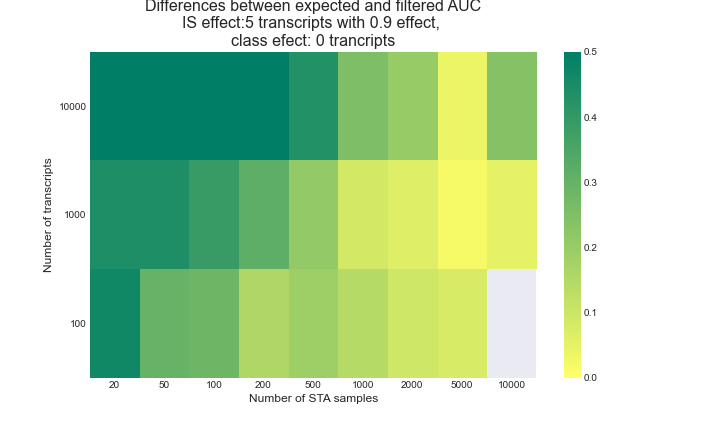 Differences between expected and filtered AUC
IS effect:5 transcripts with 0.9 effect,
class efect: 0 trancripts
0.5
0.4
0.3
0.2
0.1
0.0
Number of transcripts
10000
1000
100
20 50 100 200 500 1000 2000 5000 10000
Number of STA samples